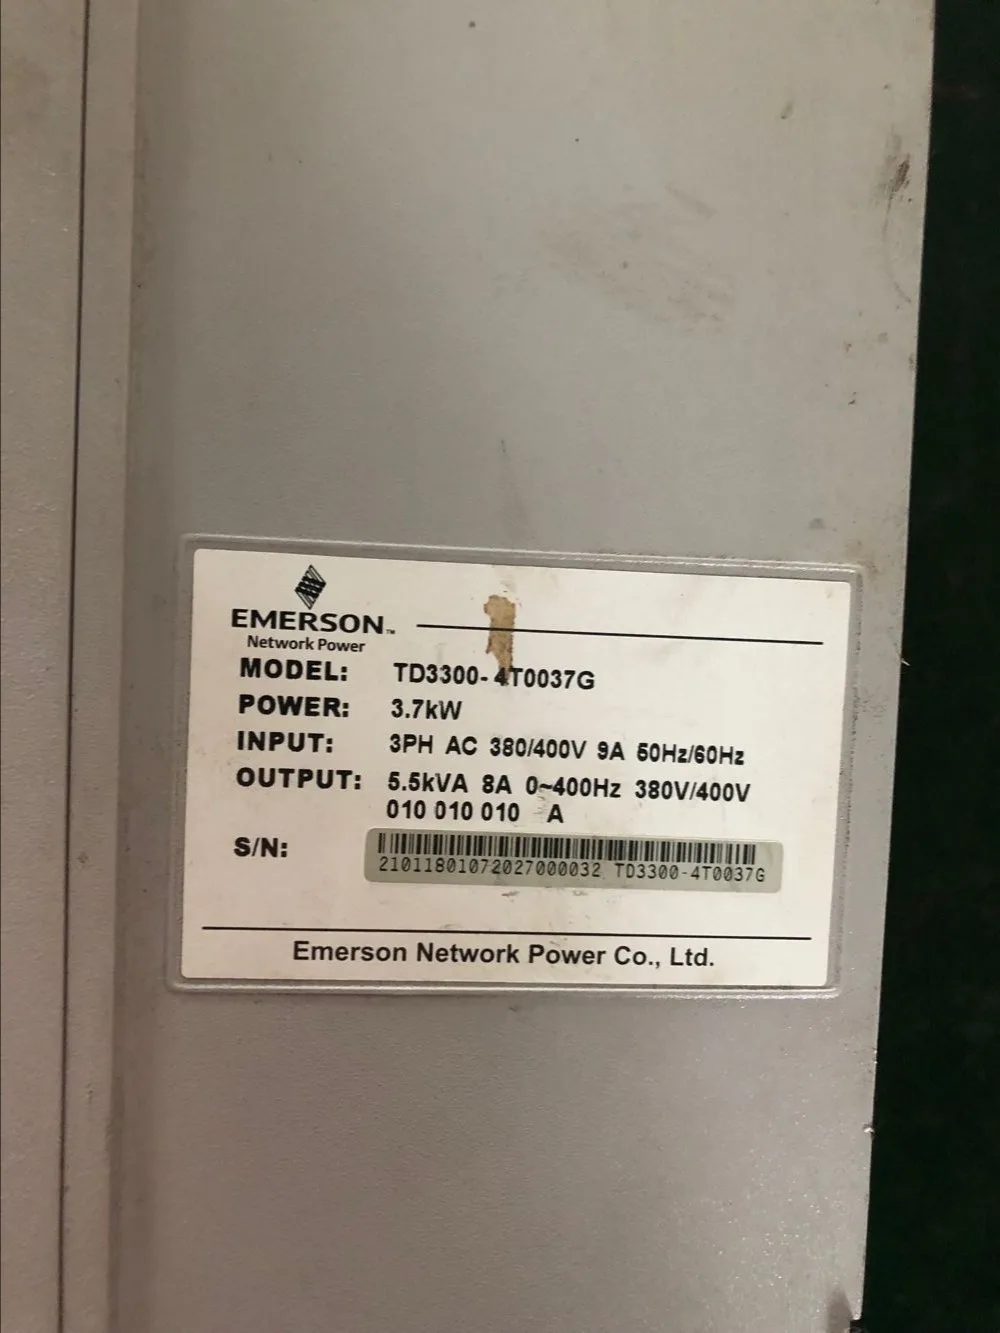 EMERSON™
Network Power
MODEL: TD3300-4T0037G
POWER: 3.7kW
INPUT: 3PH AC 380/400V 9A 50Hz/60Hz
OUTPUT: 5.5kVA 8A 0~400Hz 380V/400V
010 010 010 A
S/N:
21011801072027000032 TD3300-4T0037G
Emerson Network Power Co., Ltd.